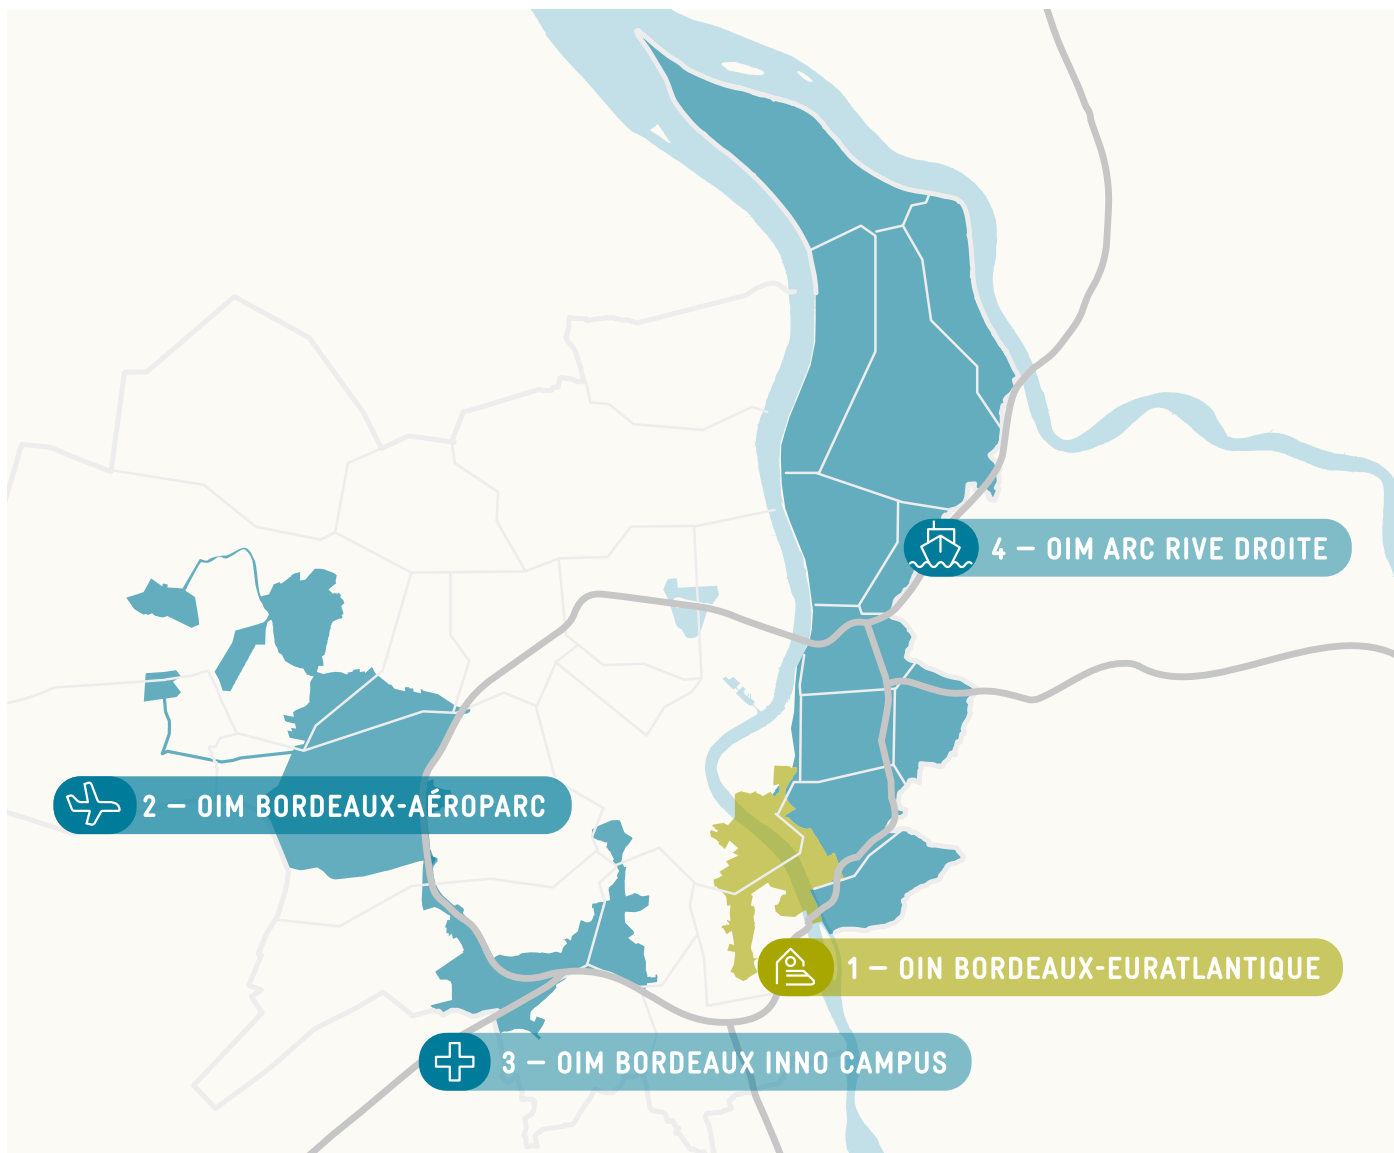 4 – OIM ARC RIVE DROITE
2 – OIM BORDEAUX-AÉROPARC
1 – OIN BORDEAUX-EURATLANTIQUE
3 – OIM BORDEAUX INNO CAMPUS